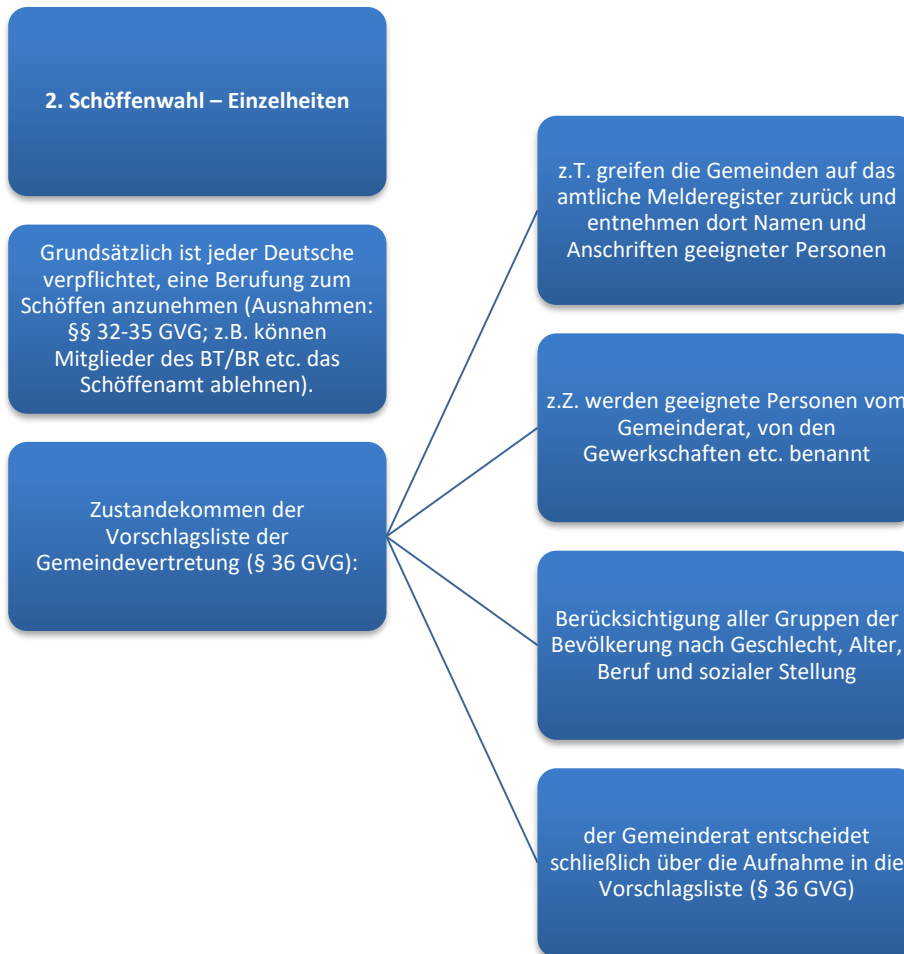 2. Schöffenwahl – Einzelheiten
Grundsätzlich ist jeder Deutsche
verpflichtet, eine Berufung zum
Schöffen anzunehmen (Ausnahmen:
§§ 32-35 GVG; z.B. können
Mitglieder des BT/BR etc. das
Schöffenamt ablehnen).
Zustandekommen der
Vorschlagsliste der
Gemeindevertretung (§ 36 GVG):
z.T. greifen die Gemeinden auf das
amtliche Melderegister zurück und
entnehmen dort Namen und
Anschriften geeigneter Personen
z.Z. werden geeignete Personen vom
Gemeinderat, von den
Gewerkschaften etc. benannt
Berücksichtigung aller Gruppen der
Bevölkerung nach Geschlecht, Alter,
Beruf und sozialer Stellung
der Gemeinderat entscheidet
schließlich über die Aufnahme in die
Vorschlagsliste (§ 36 GVG)